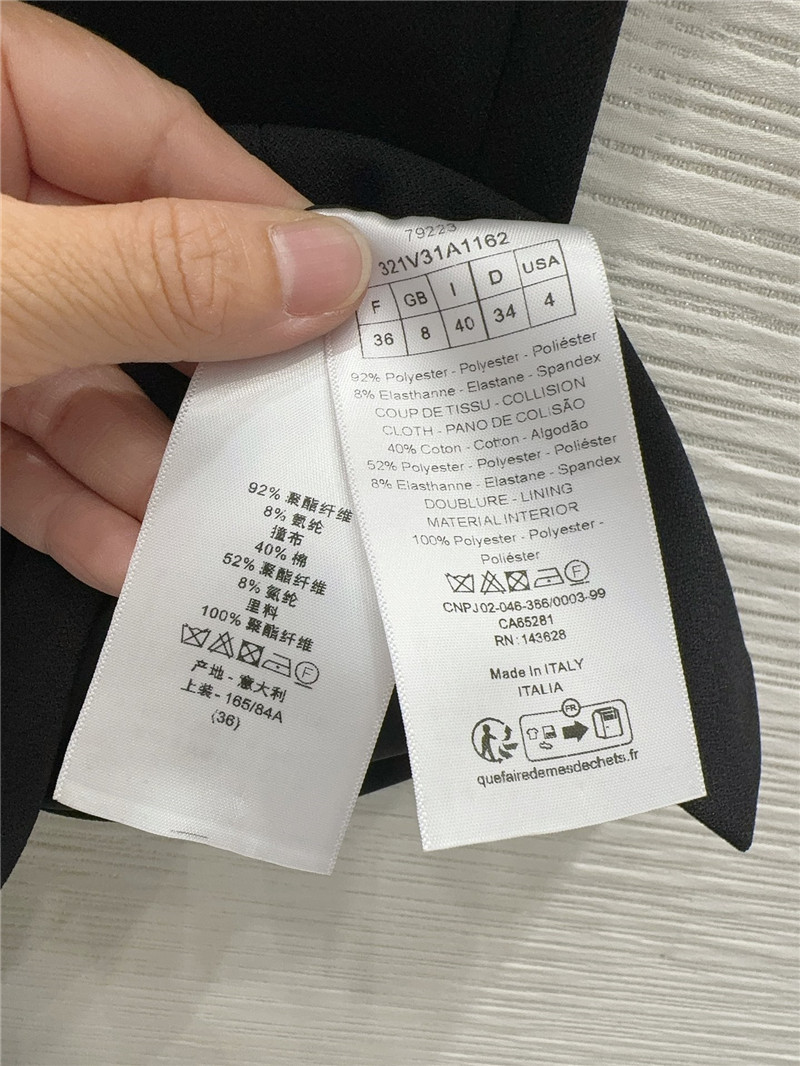 92% 聚酯纤维
8% 氨纶
撞布
40% 棉
52% 聚酯纤维
8% 氨纶
里料
100% 聚酯纤维
F
产地 - 意大利
上装 - 165/84A
(36)
79223
321V31A1162
F GB I D USA
36 8 40 34 4
92% Polyester - Polyester - Poliéster
8% Elasthanne - Elastane - Spandex
COUP DE TISSU - COLLISION
CLOTH - PANO DE COLISÃO
40% Coton - Cotton - Algodão
52% Polyester - Polyester - Poliéster
8% Elasthanne - Elastane - Spandex
DOUBLURE - LINING
MATERIAL INTERIOR
100% Polyester - Polyester -
Poliéster
F
CNPJ 02-046-386/0003-99
CA65281
RN: 143628
Made In ITALY
ITALIA
FR
quefairedemesdechets.fr